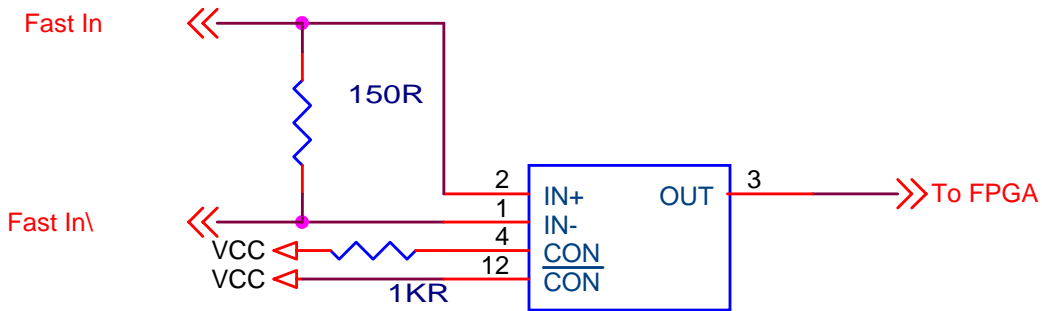 Fast In
150R
2 IN+ OUT 3 To FPGA
Fast In\ 1 IN-
VCC 4 CON
VCC 12 CON
1KR